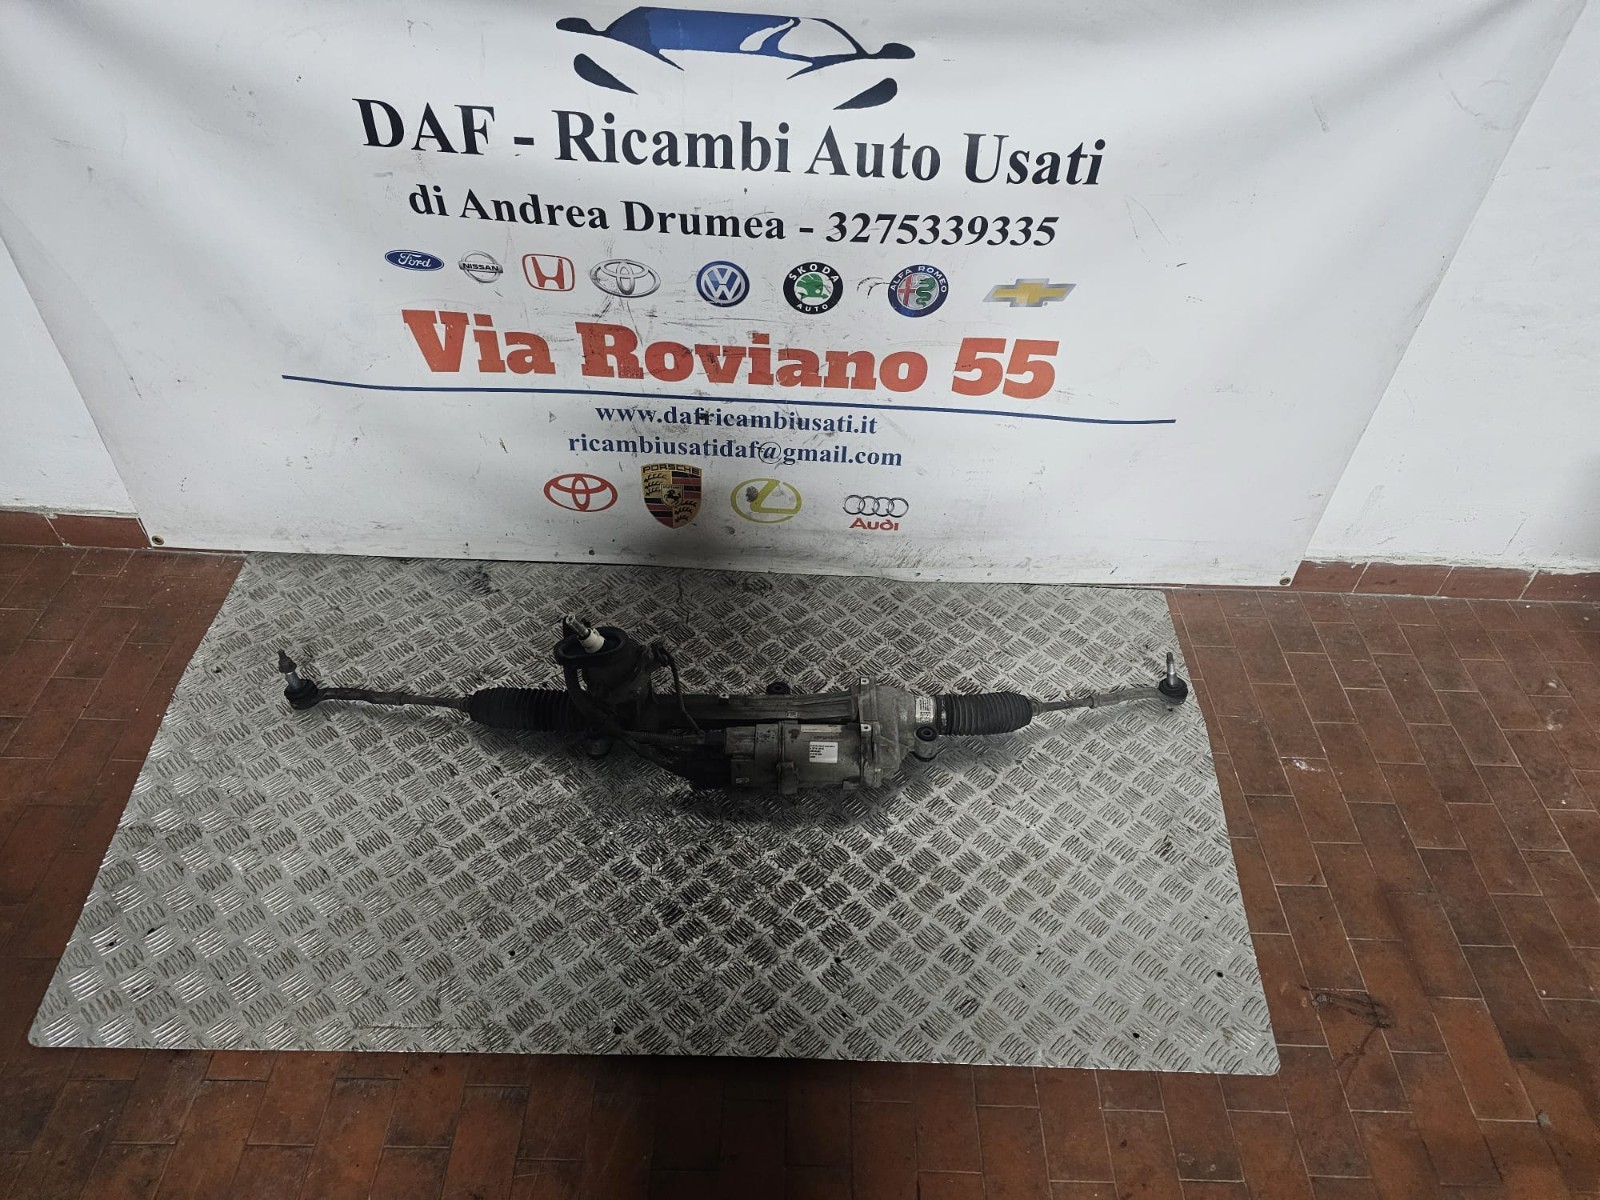 DAF - Ricambi Auto Usati
di Andrea Drumea - 3275339335
Ford
NISSAN
SKODA
AUTO
ALFA ROMEO
Via Roviano 55
www.dafricambiusati.it
ricambiusatidaf@gmail.com
PORSCHE
Audi